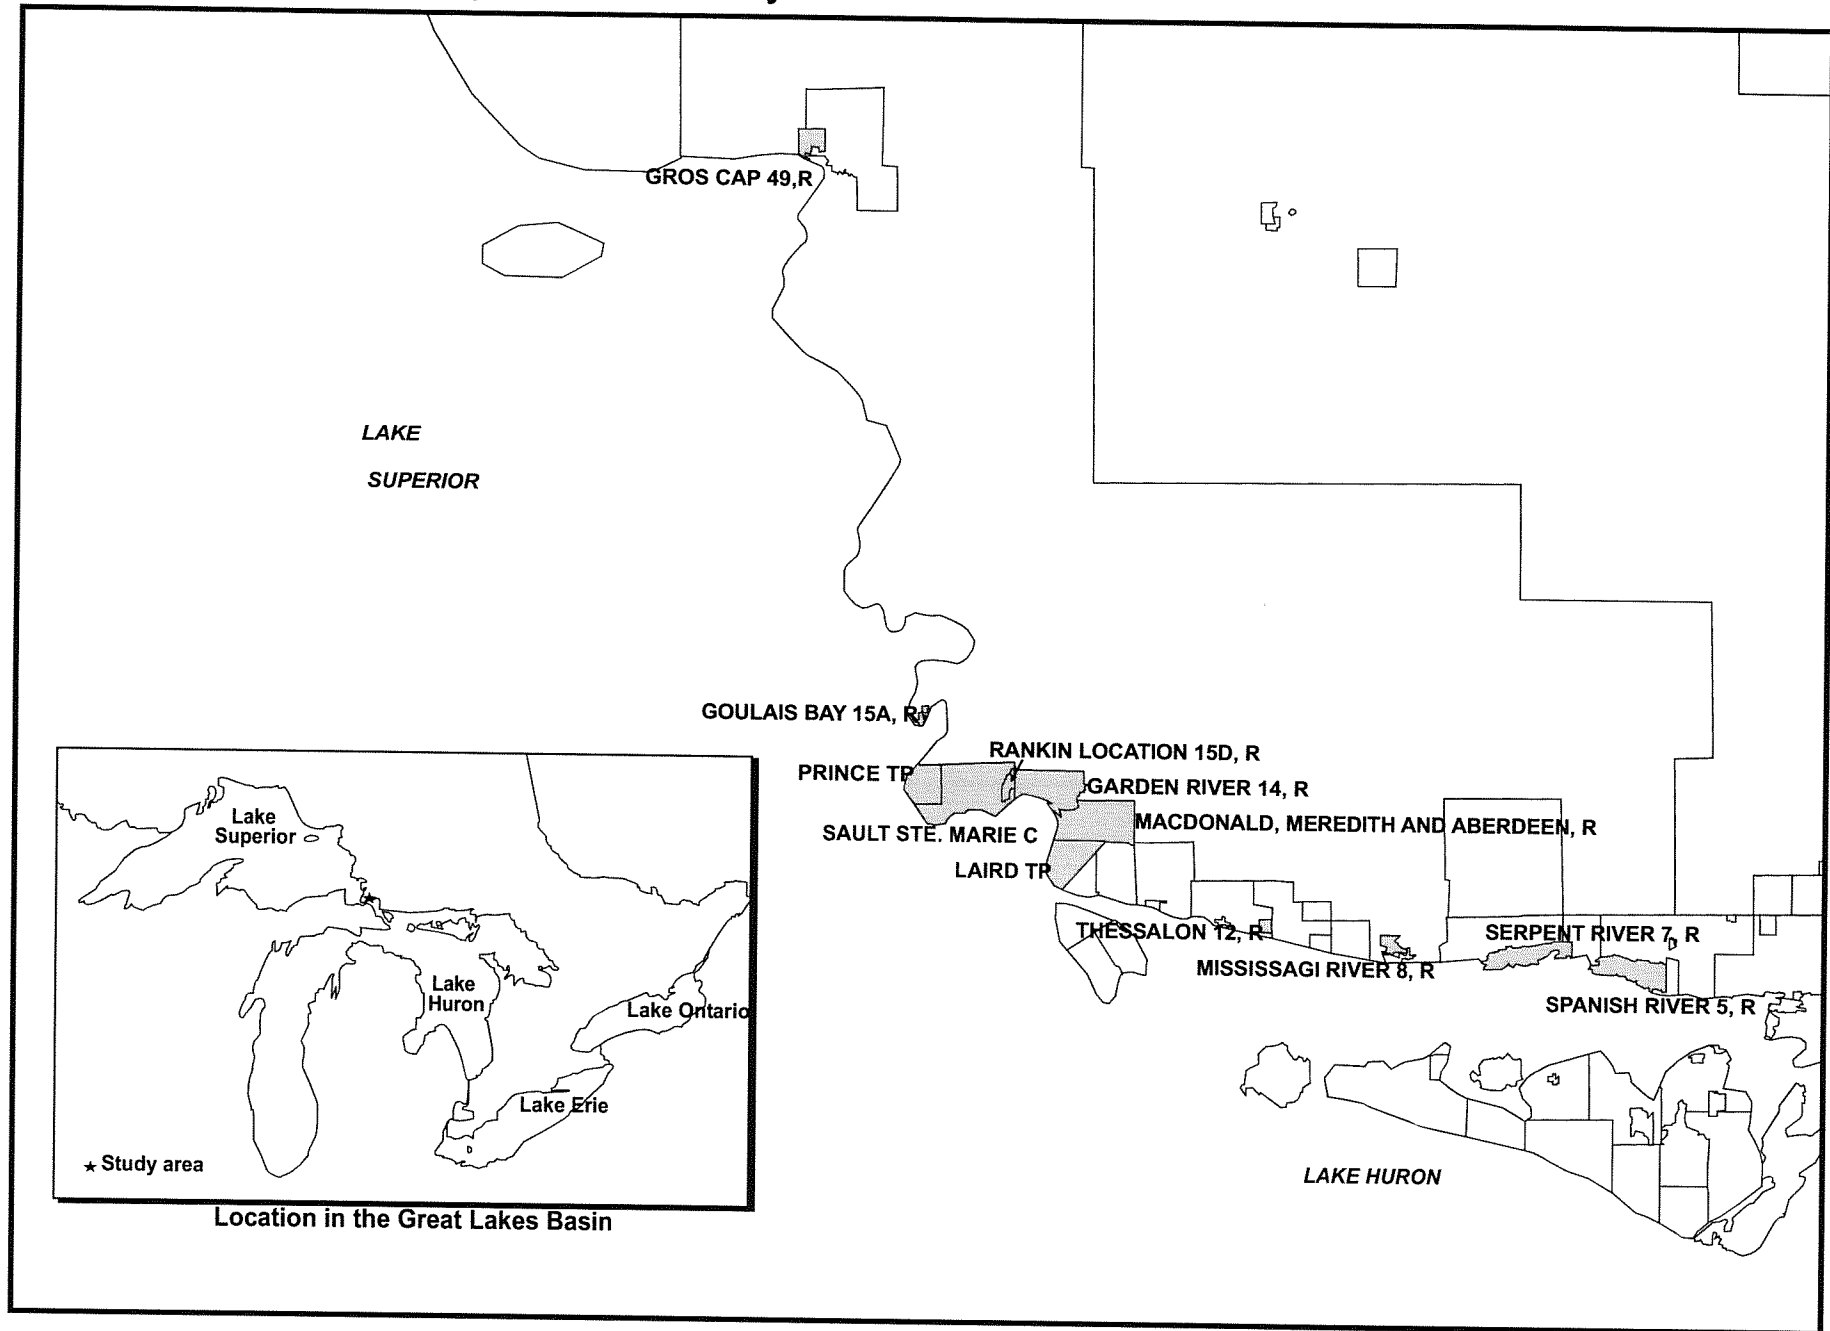 GROS CAP 49,R
LAKE
SUPERIOR
GOULAIS BAY 15A, R
RANKIN LOCATION 15D, R
PRINCE TP
GARDEN RIVER 14, R
MACDONALD, MEREDITH AND ABERDEEN, R
SAULT STE. MARIE C
LAIRD TP
THESSALON 12, R
SERPENT RIVER 7, R
MISSISSAGI RIVER 8, R
SPANISH RIVER 5, R
LAKE HURON
Lake
Superior
Lake
Huron
Lake Ontario
Lake Erie
★ Study area
Location in the Great Lakes Basin